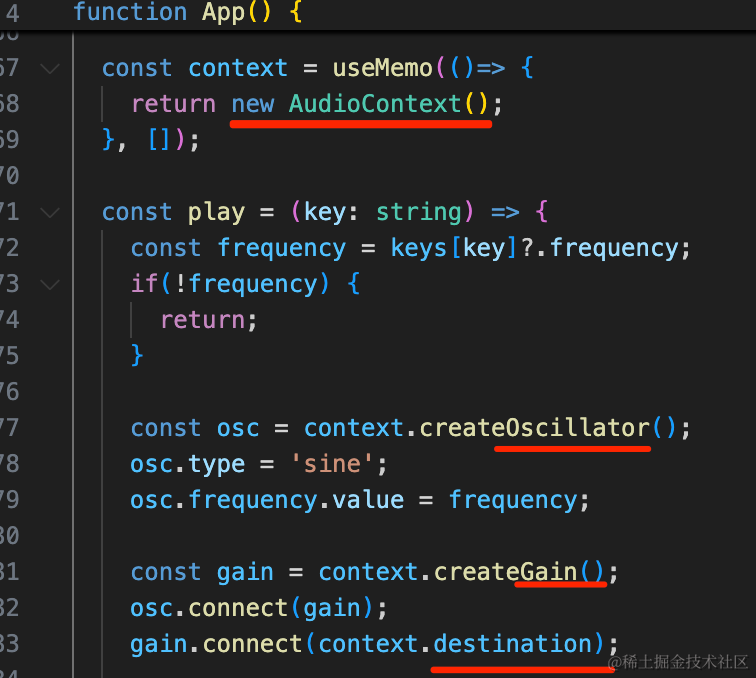 4 function App() {
67 const context = useMemo(()=> {
68 return new AudioContext();
69 }, []);
70
71 const play = (key: string) => {
72 const frequency = keys[key]?.frequency;
73 if(!frequency) {
74 return;
75 }
76
77 const osc = context.createOscillator();
78 osc.type = 'sine';
79 osc.frequency.value = frequency;
80
81 const gain = context.createGain();
82 osc.connect(gain);
83 gain.connect(context.destination);
@稀土掘金技术社区